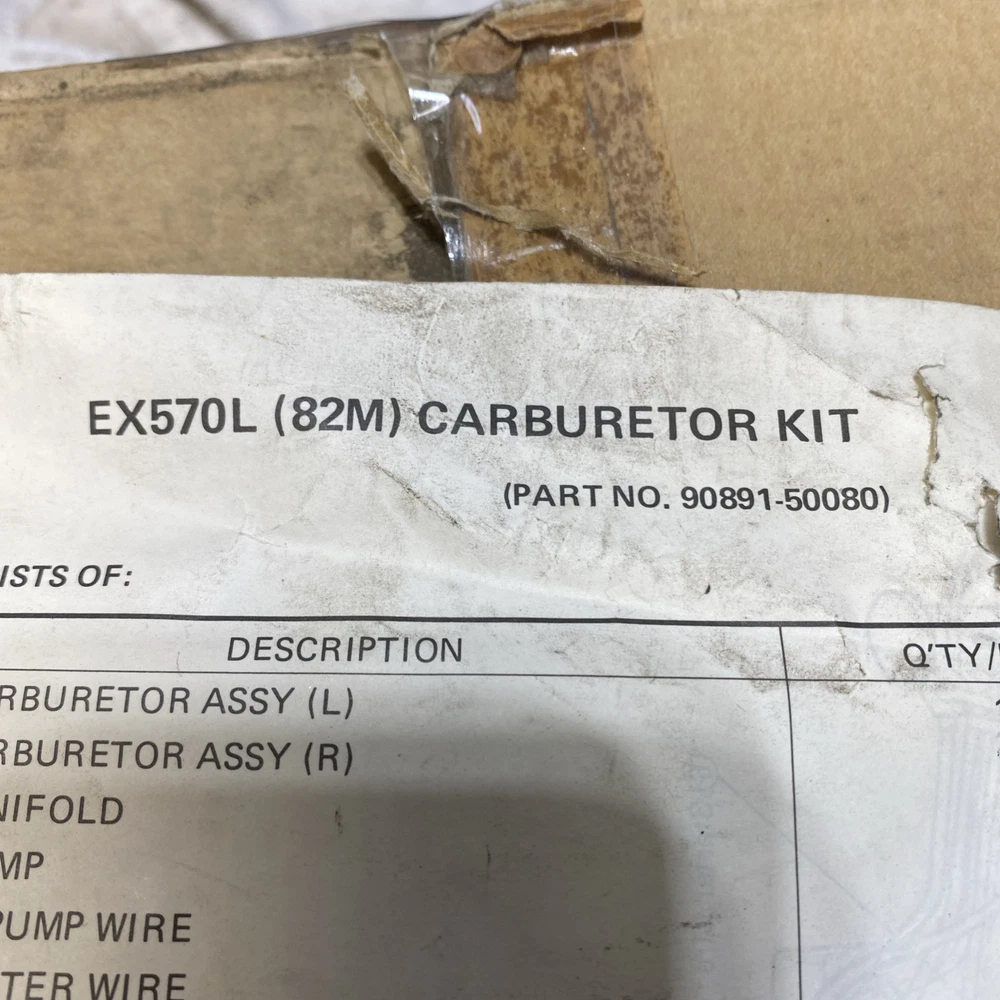 EX570L (82M) CARBURETOR KIT
(PART NO. 90891-50080)
ISTS OF:
DESCRIPTION Q'TY/
RBURETOR ASSY (L)
RBURETOR ASSY (R)
NIFOLD
MP
PUMP WIRE
TER WIRE